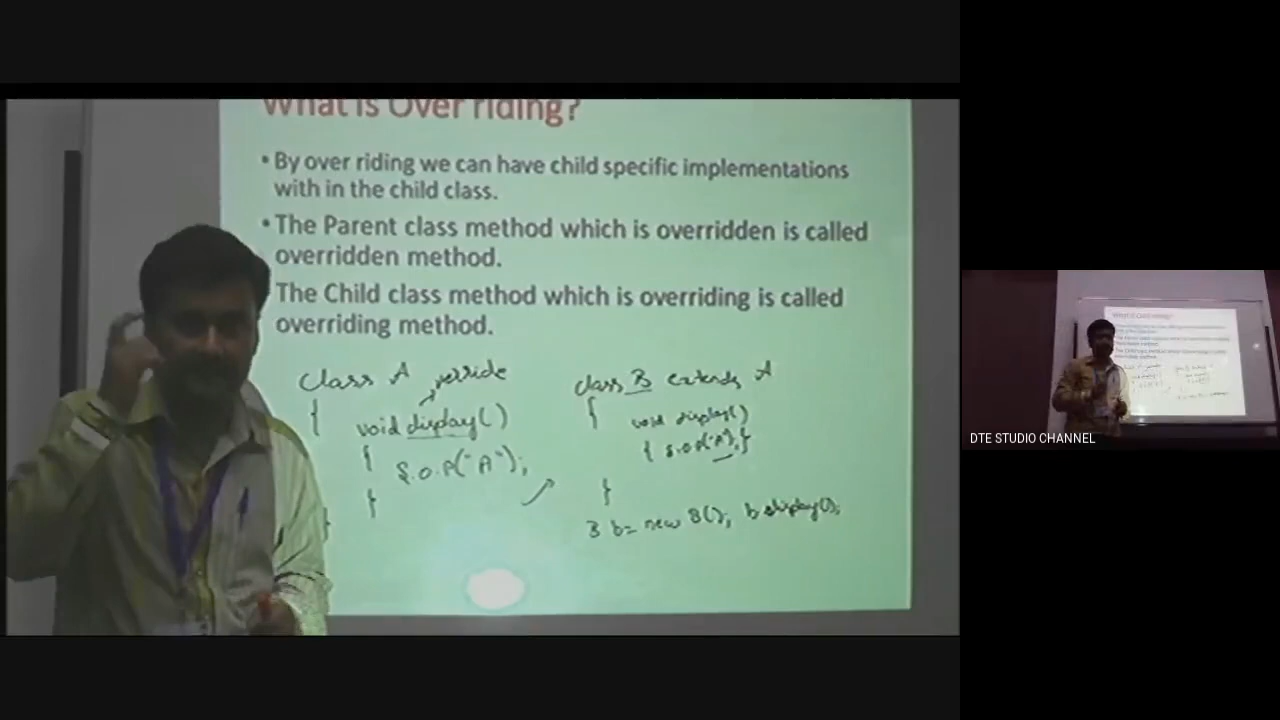 What is Over riding?
• By over riding we can have child specific implementations
with in the child class.
• The Parent class method which is overridden is called
overridden method.
The Child class method which is overriding is called
overriding method.
class A
{
void display()
{
S.O.P("A");
}
}
class B extends A
{
void display()
{ S.O.P("A"); }
}
B b = new B(); b.display();
DTE STUDIO CHANNEL